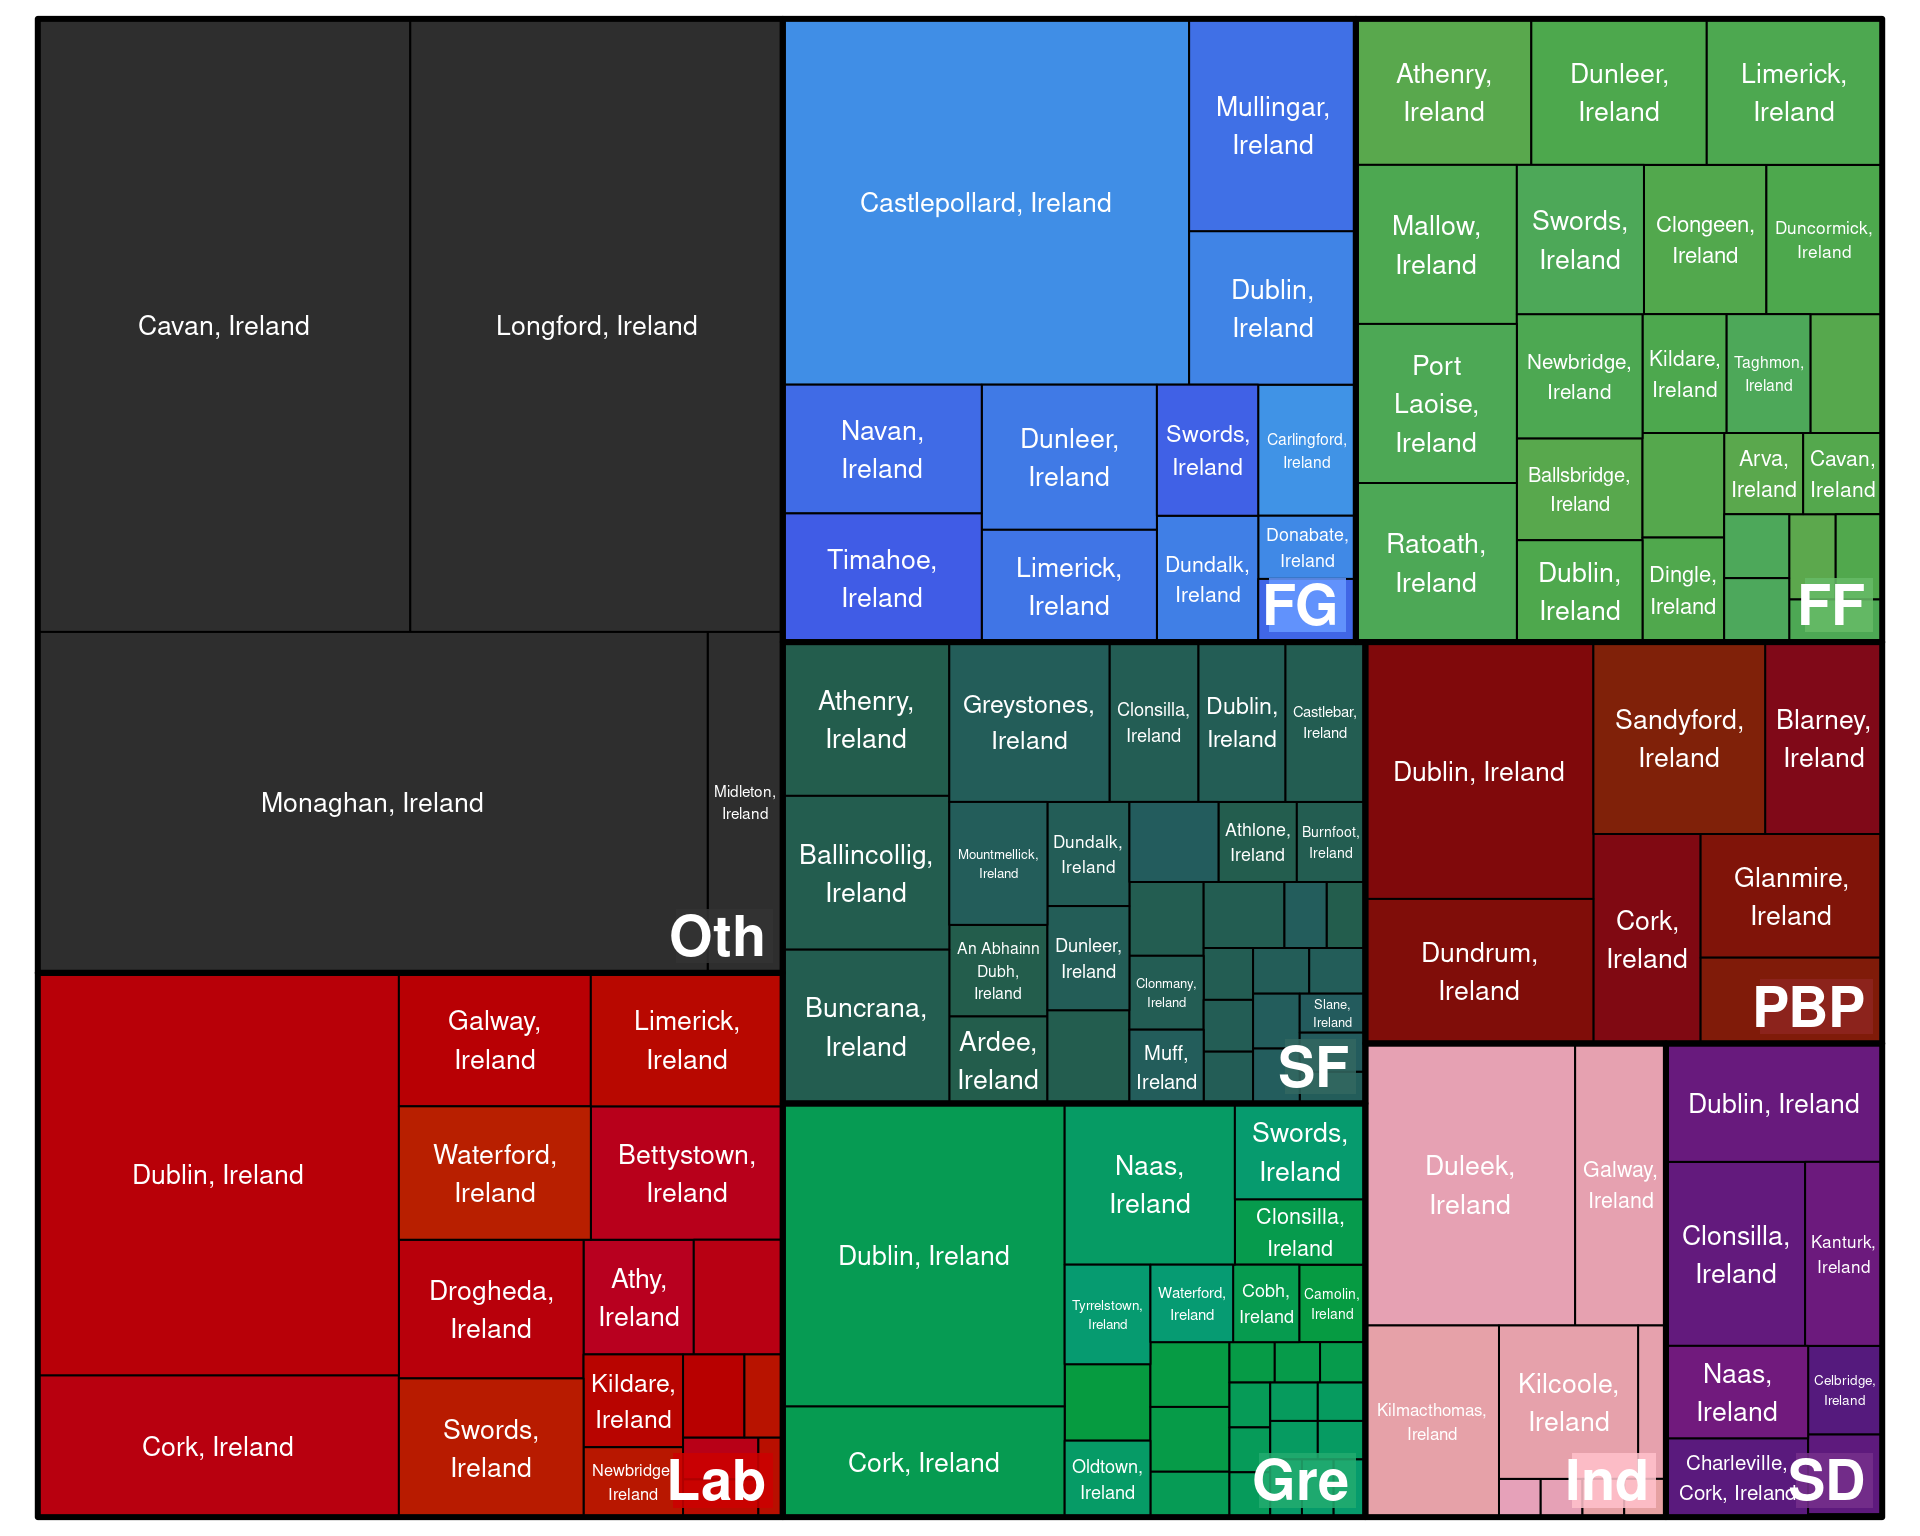 Cavan, Ireland
Longford, Ireland
Monaghan, Ireland
Midleton,
Ireland
Oth
Castlepollard, Ireland
Mullingar,
Ireland
Dublin,
Ireland
Navan,
Ireland
Timahoe,
Ireland
Dunleer,
Ireland
Limerick,
Ireland
Swords,
Ireland
Dundalk,
Ireland
Carlingford,
Ireland
Donabate,
Ireland
FG
Athenry,
Ireland
Dunleer,
Ireland
Limerick,
Ireland
Mallow,
Ireland
Port
Laoise,
Ireland
Ratoath,
Ireland
Swords,
Ireland
Clongeen,
Ireland
Duncormick,
Ireland
Newbridge,
Ireland
Ballsbridge,
Ireland
Dublin,
Ireland
Kildare,
Ireland
Taghmon,
Ireland
Dingle,
Ireland
Arva,
Ireland
Cavan,
Ireland
FF
Dublin, Ireland
Cork, Ireland
Galway,
Ireland
Limerick,
Ireland
Waterford,
Ireland
Bettystown,
Ireland
Drogheda,
Ireland
Swords,
Ireland
Athy,
Ireland
Kildare,
Ireland
Newbridge
Ireland
Lab
Athenry,
Ireland
Ballincollig,
Ireland
Buncrana,
Ireland
Greystones,
Ireland
Clonsilla,
Ireland
Dublin,
Ireland
Castlebar,
Ireland
Mountmellick,
Ireland
An Abhainn
Dubh,
Ireland
Ardee,
Ireland
Dundalk,
Ireland
Dunleer,
Ireland
Athlone,
Ireland
Burnfoot,
Ireland
Clonmany,
Ireland
Muff,
Ireland
Slane,
Ireland
SF
Dublin, Ireland
Cork, Ireland
Naas,
Ireland
Swords,
Ireland
Clonsilla,
Ireland
Tyrrelstown,
Ireland
Waterford,
Ireland
Cobh,
Ireland
Camolin,
Ireland
Oldtown,
Ireland
Gre
Dublin, Ireland
Dundrum,
Ireland
Sandyford,
Ireland
Blarney,
Ireland
Cork,
Ireland
Glanmire,
Ireland
PBP
Duleek,
Ireland
Galway,
Ireland
Kilmacthomas,
Ireland
Kilcoole,
Ireland
Ind
Dublin, Ireland
Clonsilla,
Ireland
Kanturk,
Ireland
Naas,
Ireland
Celbridge,
Ireland
Charleville,
Cork, Ireland
SD